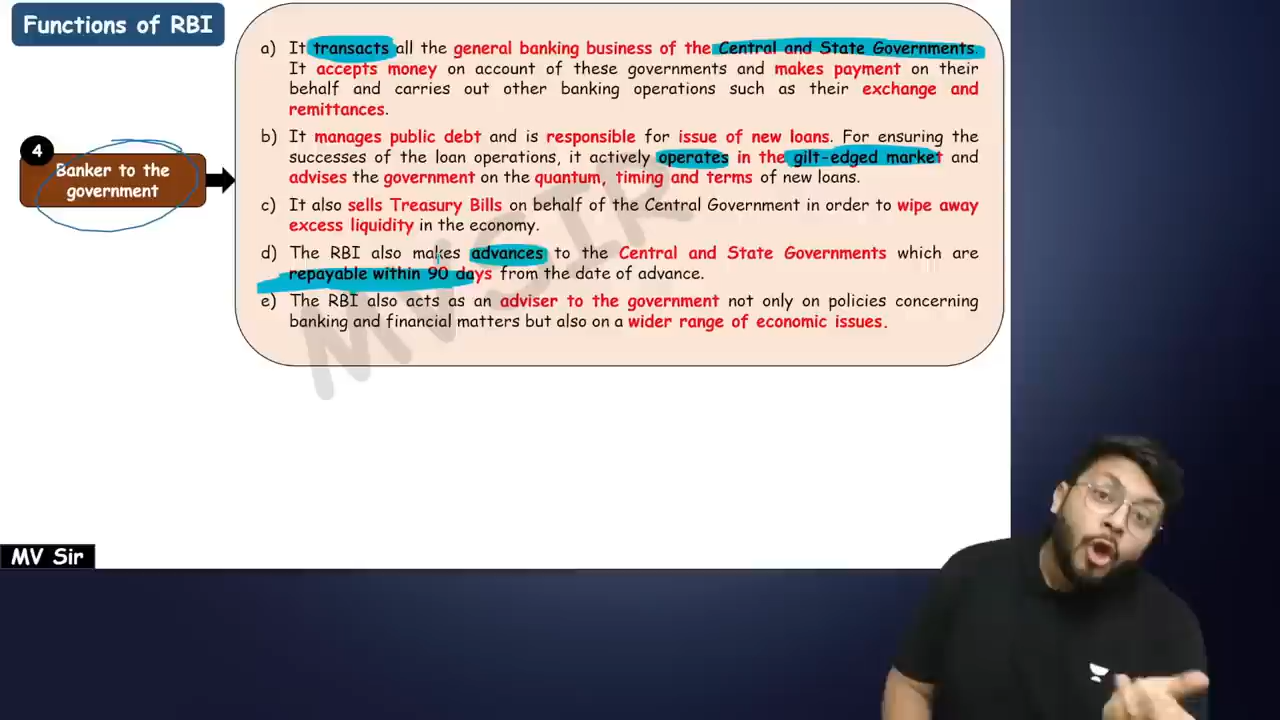 Functions of RBI
4
Banker to the
government
a) It transacts all the general banking business of the Central and State Governments.
It accepts money on account of these governments and makes payment on their
behalf and carries out other banking operations such as their exchange and
remittances.
b) It manages public debt and is responsible for issue of new loans. For ensuring the
successes of the loan operations, it actively operates in the gilt-edged market and
advises the government on the quantum, timing and terms of new loans.
c) It also sells Treasury Bills on behalf of the Central Government in order to wipe away
excess liquidity in the economy.
d) The RBI also makes advances to the Central and State Governments which are
repayable within 90 days from the date of advance.
e) The RBI also acts as an adviser to the government not only on policies concerning
banking and financial matters but also on a wider range of economic issues.
MV SIR
MV Sir